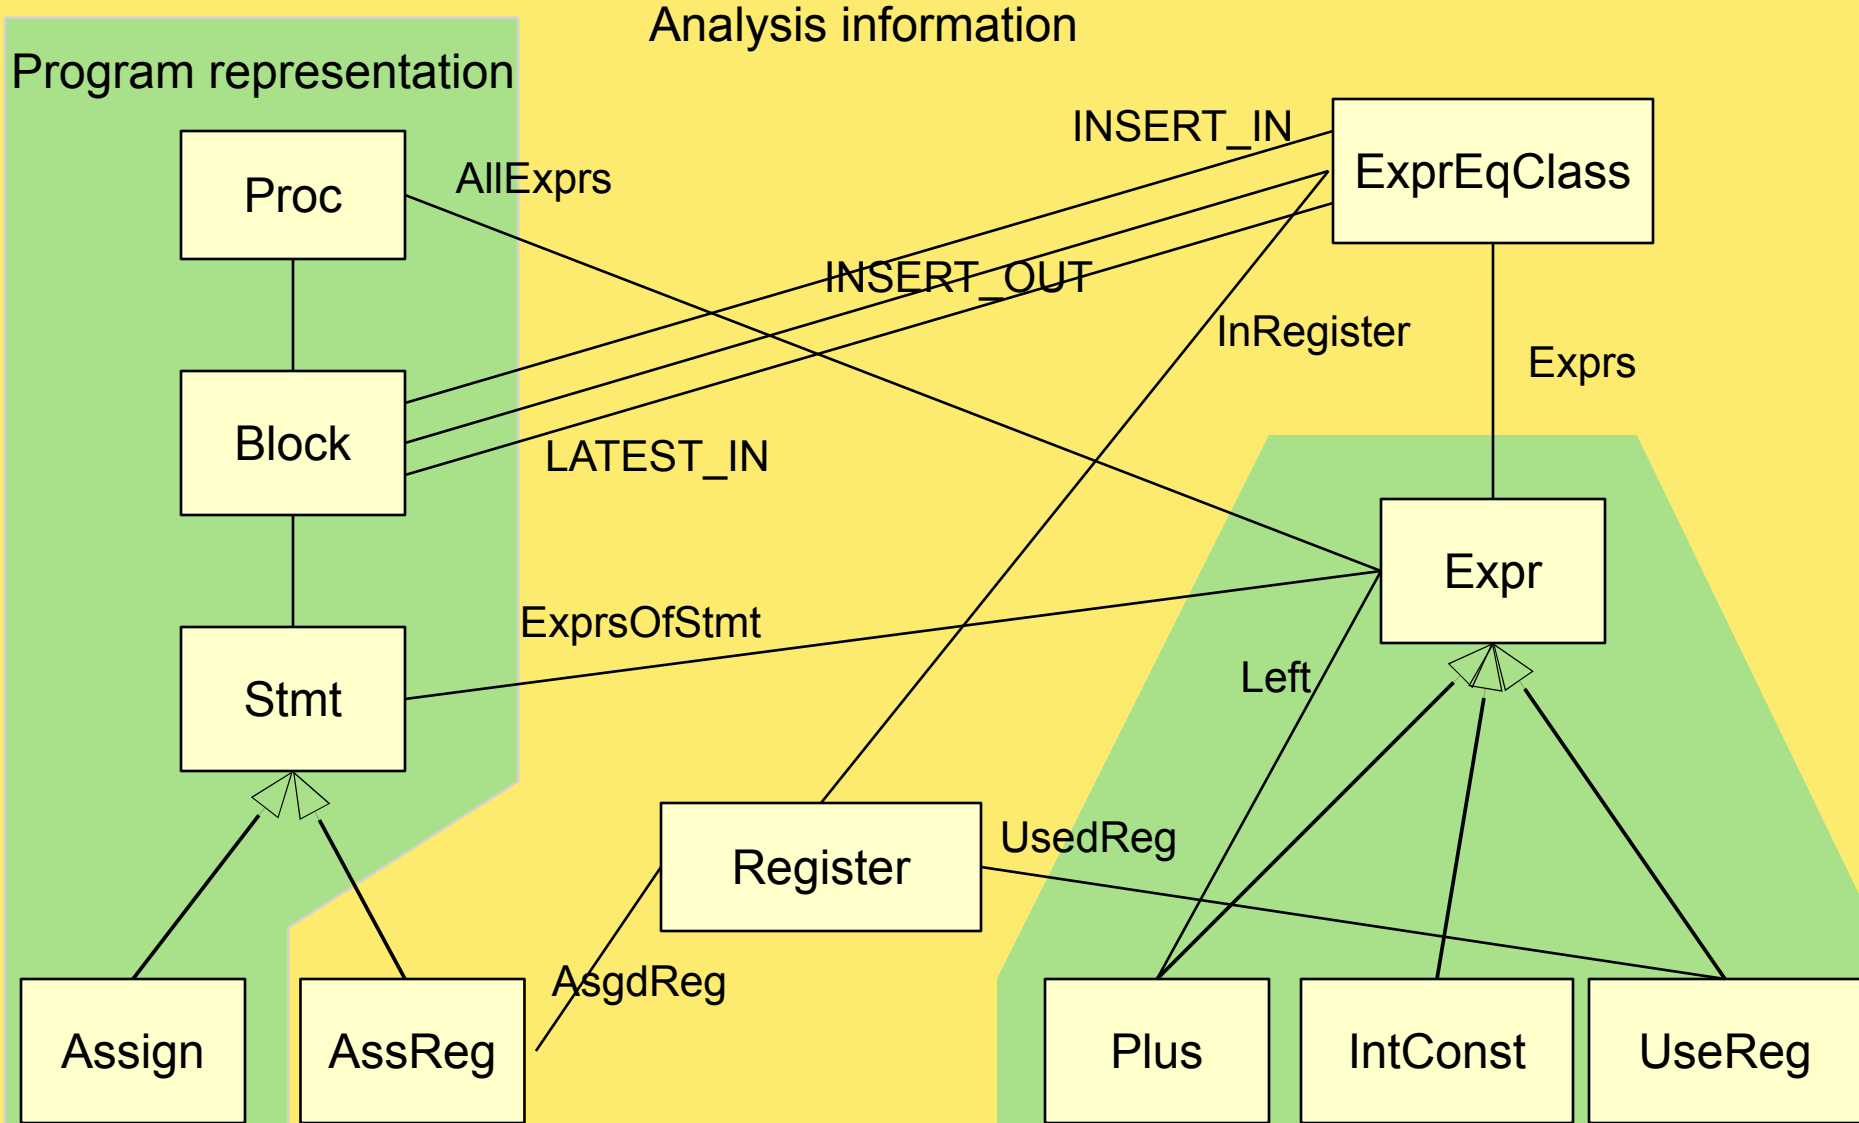 Analysis information
Program representation
INSERT_IN
ExprEqClass
AllExprs
Proc
INSERT_OUT
InRegister
Exprs
Block
LATEST_IN
Expr
ExprsOfStmt
Left
Stmt
UsedReg
Register
AsgdReg
Assign
AssReg
Plus
IntConst
UseReg